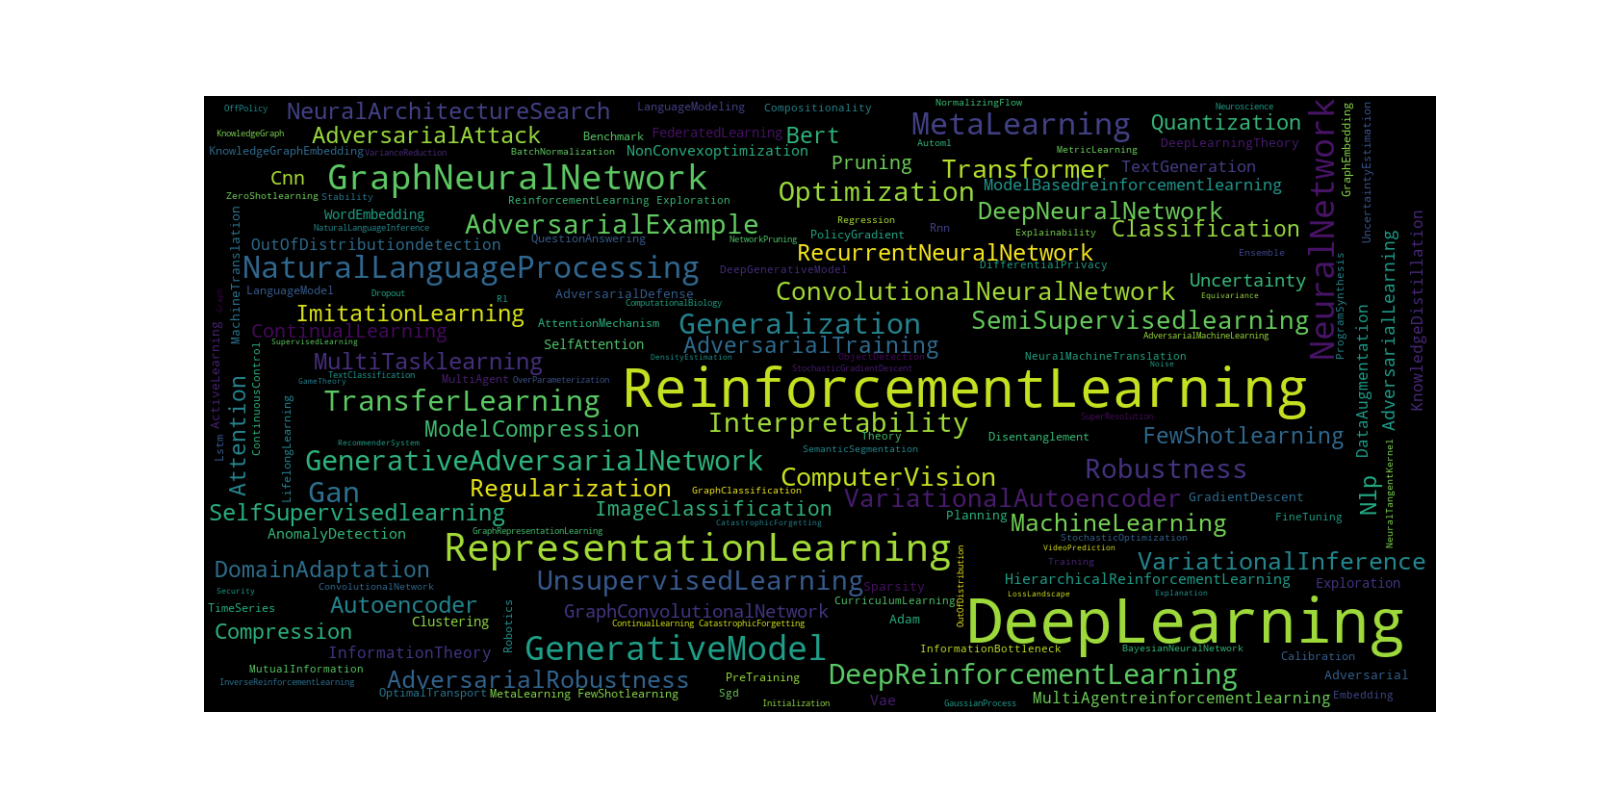 OffPolicy
NeuralArchitectureSearch
LanguageModeling
Compositionality
NormalizingFlow
Neuroscience
KnowledgeGraph
AdversarialAttack
Benchmark
FederatedLearning
Bert
Automl
MetaLearning
Quantization
KnowledgeGraphEmbedding
VarianceReduction
BatchNormalization
NonConvexoptimization
MetricLearning
DeepLearningTheory
NeuralNetwork
GraphEmbedding
UncertaintyEstimation
Cnn
GraphNeuralNetwork
Pruning
Transformer
TextGeneration
ZeroShotlearning
Stability
ReinforcementLearning Exploration
Optimization
ModelBasedreinforcementlearning
WordEmbedding
NaturalLanguageInference
AdversarialExample
Regression
DeepNeuralNetwork
Classification
MachineTranslation
OutOfDistributiondetection
QuestionAnswering
NetworkPruning
PolicyGradient
Rnn
Explainability
RecurrentNeuralNetwork
Ensemble
NaturalLanguageProcessing
DeepGenerativeModel
DifferentialPrivacy
ProgramSynthesis
AdversarialLearning
KnowledgeDistillation
LanguageModel
Dropout
Rl
AdversarialDefense
ComputationalBiology
ConvolutionalNeuralNetwork
Uncertainty
Equivariance
Graph
ImitationLearning
AttentionMechanism
Generalization
SemiSupervisedlearning
ContinualLearning
SupervisedLearning
SelfAttention
AdversarialTraining
AdversarialMachineLearning
ActiveLearning
ContinuousControl
MultiTasklearning
DensityEstimation
ObjectDetection
NeuralMachineTranslation
Noise
DataAugmentation
TextClassification
GameTheory
MultiAgent
OverParameterization
StochasticGradientDescent
ReinforcementLearning
Attention
TransferLearning
Interpretability
SuperResolution
Lstm
LifelongLearning
ModelCompression
RecommenderSystem
Theory
Disentanglement
FewShotlearning
SemanticSegmentation
GenerativeAdversarialNetwork
ComputerVision
Robustness
NeuralTangentKernel
Nlp
Gan
Regularization
GraphClassification
VariationalAutoencoder
GradientDescent
SelfSupervisedlearning
ImageClassification
Planning
MachineLearning
FineTuning
CatastrophicForgetting
AnomalyDetection
GraphRepresentationLearning
StochasticOptimization
RepresentationLearning
VideoPrediction
Training
VariationalInference
DomainAdaptation
ConvolutionalNetwork
UnsupervisedLearning
Sparsity
OutOfDistribution
HierarchicalReinforcementLearning
Exploration
Security
LossLandscape
Explanation
TimeSeries
Autoencoder
Robotics
GraphConvolutionalNetwork
CurriculumLearning
DeepLearning
Compression
Clustering
ContinualLearning CatastrophicForgetting
Adam
InformationTheory
GenerativeModel
InformationBottleneck
BayesianNeuralNetwork
Calibration
MutualInformation
InverseReinforcementLearning
AdversarialRobustness
PreTraining
DeepReinforcementLearning
Adversarial
OptimalTransport
MetaLearning FewShotlearning
Sgd
Initialization
Vae
GaussianProcess
MultiAgentreinforcementlearning
Embedding